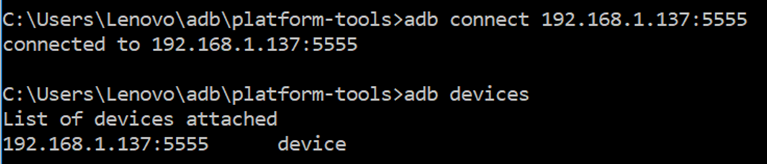 C:\Users\Lenovo\adb\platform-tools>adb connect 192.168.1.137:5555
connected to 192.168.1.137:5555
C:\Users\Lenovo\adb\platform-tools>adb devices
List of devices attached
192.168.1.137:5555      device